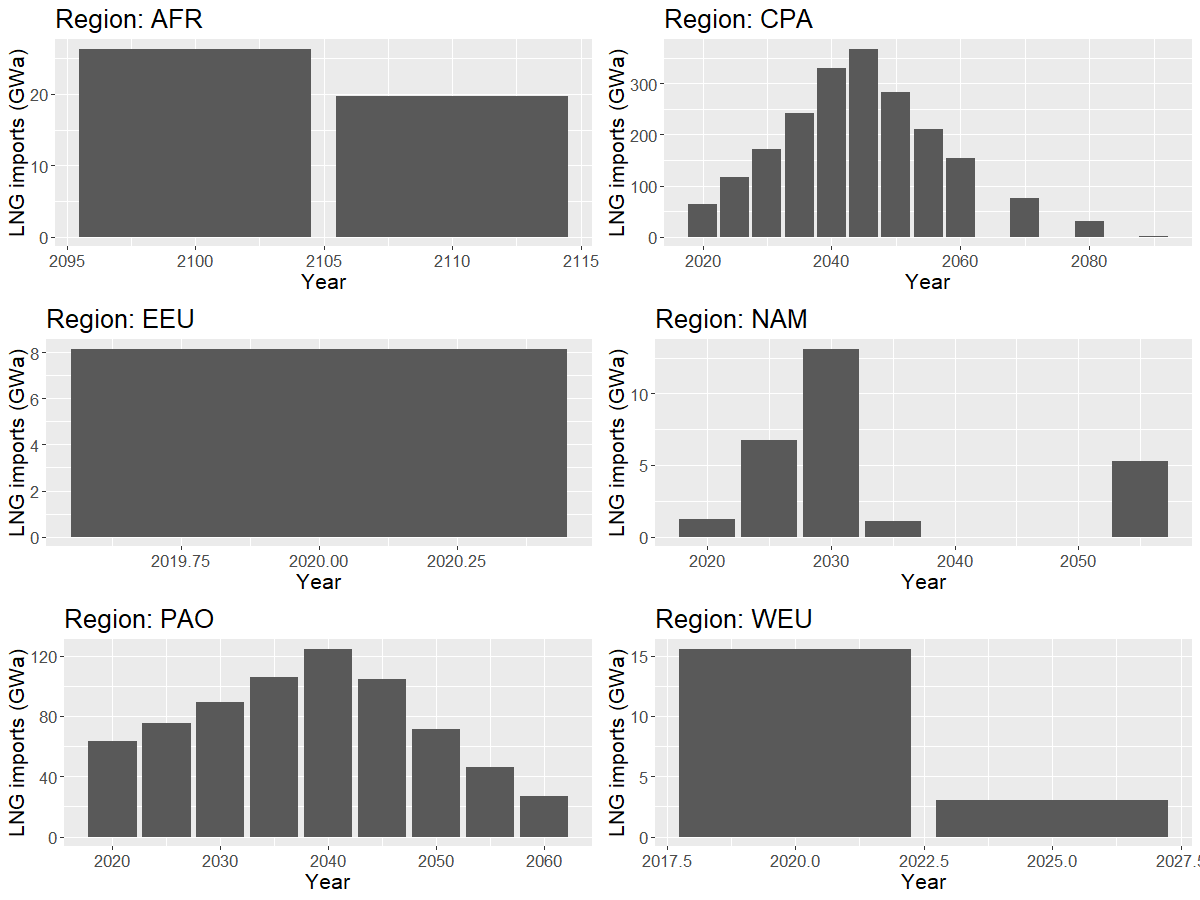 Region: AFR
LNG imports (GWa)
20
10
0
2095
2100
2105
2110
2115
Year
Region: CPA
LNG imports (GWa)
300
200
100
0
2020
2040
2060
2080
Year
Region: EEU
LNG imports (GWa)
8
6
4
2
0
2019.75
2020.00
2020.25
Year
Region: NAM
LNG imports (GWa)
10
5
0
2020
2030
2040
2050
Year
Region: PAO
LNG imports (GWa)
120
80
40
0
2020
2030
2040
2050
2060
Year
Region: WEU
LNG imports (GWa)
15
10
5
0
2017.5
2020.0
2022.5
2025.0
2027.5
Year